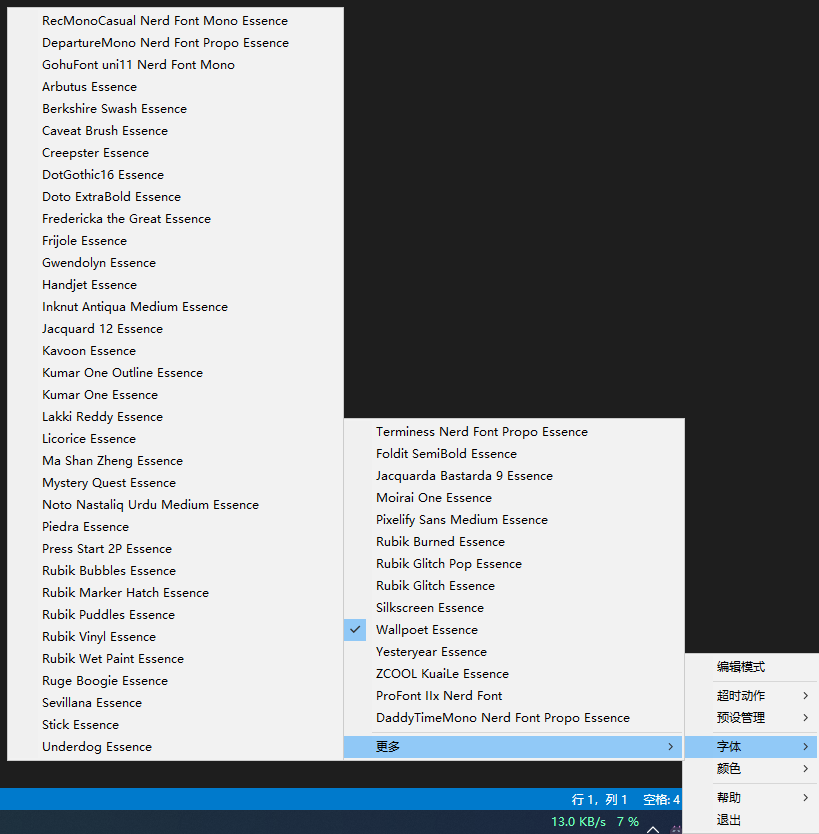 RecMonoCasual Nerd Font Mono Essence
DepartureMono Nerd Font Propo Essence
GohuFont uni11 Nerd Font Mono
Arbutus Essence
Berkshire Swash Essence
Caveat Brush Essence
Creepster Essence
DotGothic16 Essence
Doto ExtraBold Essence
Fredericka the Great Essence
Frijole Essence
Gwendolyn Essence
Handjet Essence
Inknut Antiqua Medium Essence
Jacquard 12 Essence
Kavoon Essence
Kumar One Outline Essence
Kumar One Essence
Lakki Reddy Essence
Licorice Essence
Ma Shan Zheng Essence
Mystery Quest Essence
Noto Nastaliq Urdu Medium Essence
Piedra Essence
Press Start 2P Essence
Rubik Bubbles Essence
Rubik Marker Hatch Essence
Rubik Puddles Essence
Rubik Vinyl Essence
Rubik Wet Paint Essence
Ruge Boogie Essence
Sevillana Essence
Stick Essence
Underdog Essence
Terminess Nerd Font Propo Essence
Foldit SemiBold Essence
Jacquarda Bastarda 9 Essence
Moirai One Essence
Pixelify Sans Medium Essence
Rubik Burned Essence
Rubik Glitch Pop Essence
Rubik Glitch Essence
Silkscreen Essence
Wallpoet Essence
Yesteryear Essence
ZCOOL KuaiLe Essence
ProFont IIx Nerd Font
DaddyTimeMono Nerd Font Propo Essence
更多
编辑模式
超时动作
预设管理
字体
颜色
帮助
退出
行 1，列 1 空格: 4
13.0 KB/s 7 %